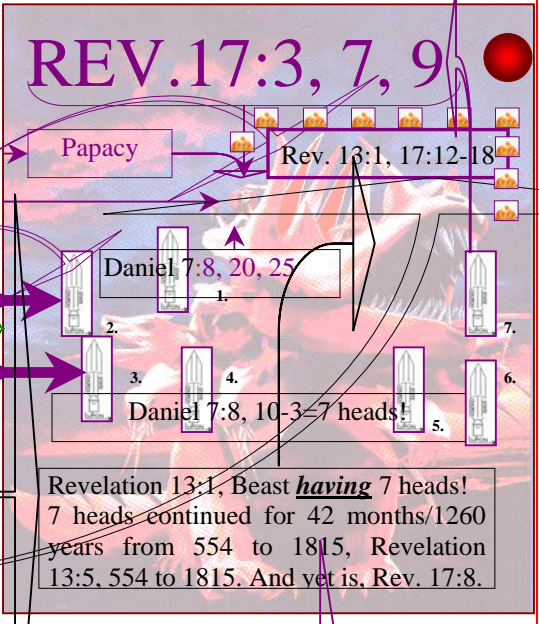 REV.17:3, 7, 9
Papacy
Rev. 13:1, 17:12-18
Daniel 7:8, 20, 25
1.
2.
7.
3.
4.
6.
Daniel 7:8, 10-3=7 heads!
5.
Revelation 13:1, Beast having 7 heads!
7 heads continued for 42 months/1260
years from 554 to 1815, Revelation
13:5, 554 to 1815. And yet is, Rev. 17:8.